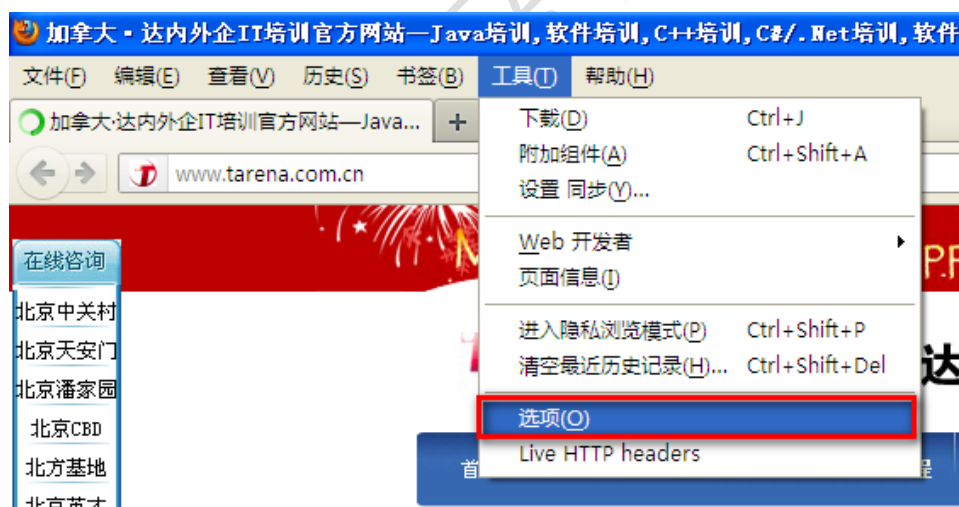 加拿大 - 达内外企IT培训官方网站—Java培训,软件培训,C++培训,C#/.Net培训,软件
文件(F) 编辑(E) 查看(V) 历史(S) 书签(B) 工具(T) 帮助(H)
加拿大·达内外企IT培训官方网站—Java... +
www.tarena.com.cn
下载(D) Ctrl+J
附加组件(A) Ctrl+Shift+A
设置 同步(Y)...
Web 开发者
页面信息(I)
进入隐私浏览模式(P) Ctrl+Shift+P
清空最近历史记录(H)... Ctrl+Shift+Del
选项(O)
Live HTTP headers
在线咨询
北京中关村
北京天安门
北京潘家园
北京CBD
北方基地
北京英才
首
达